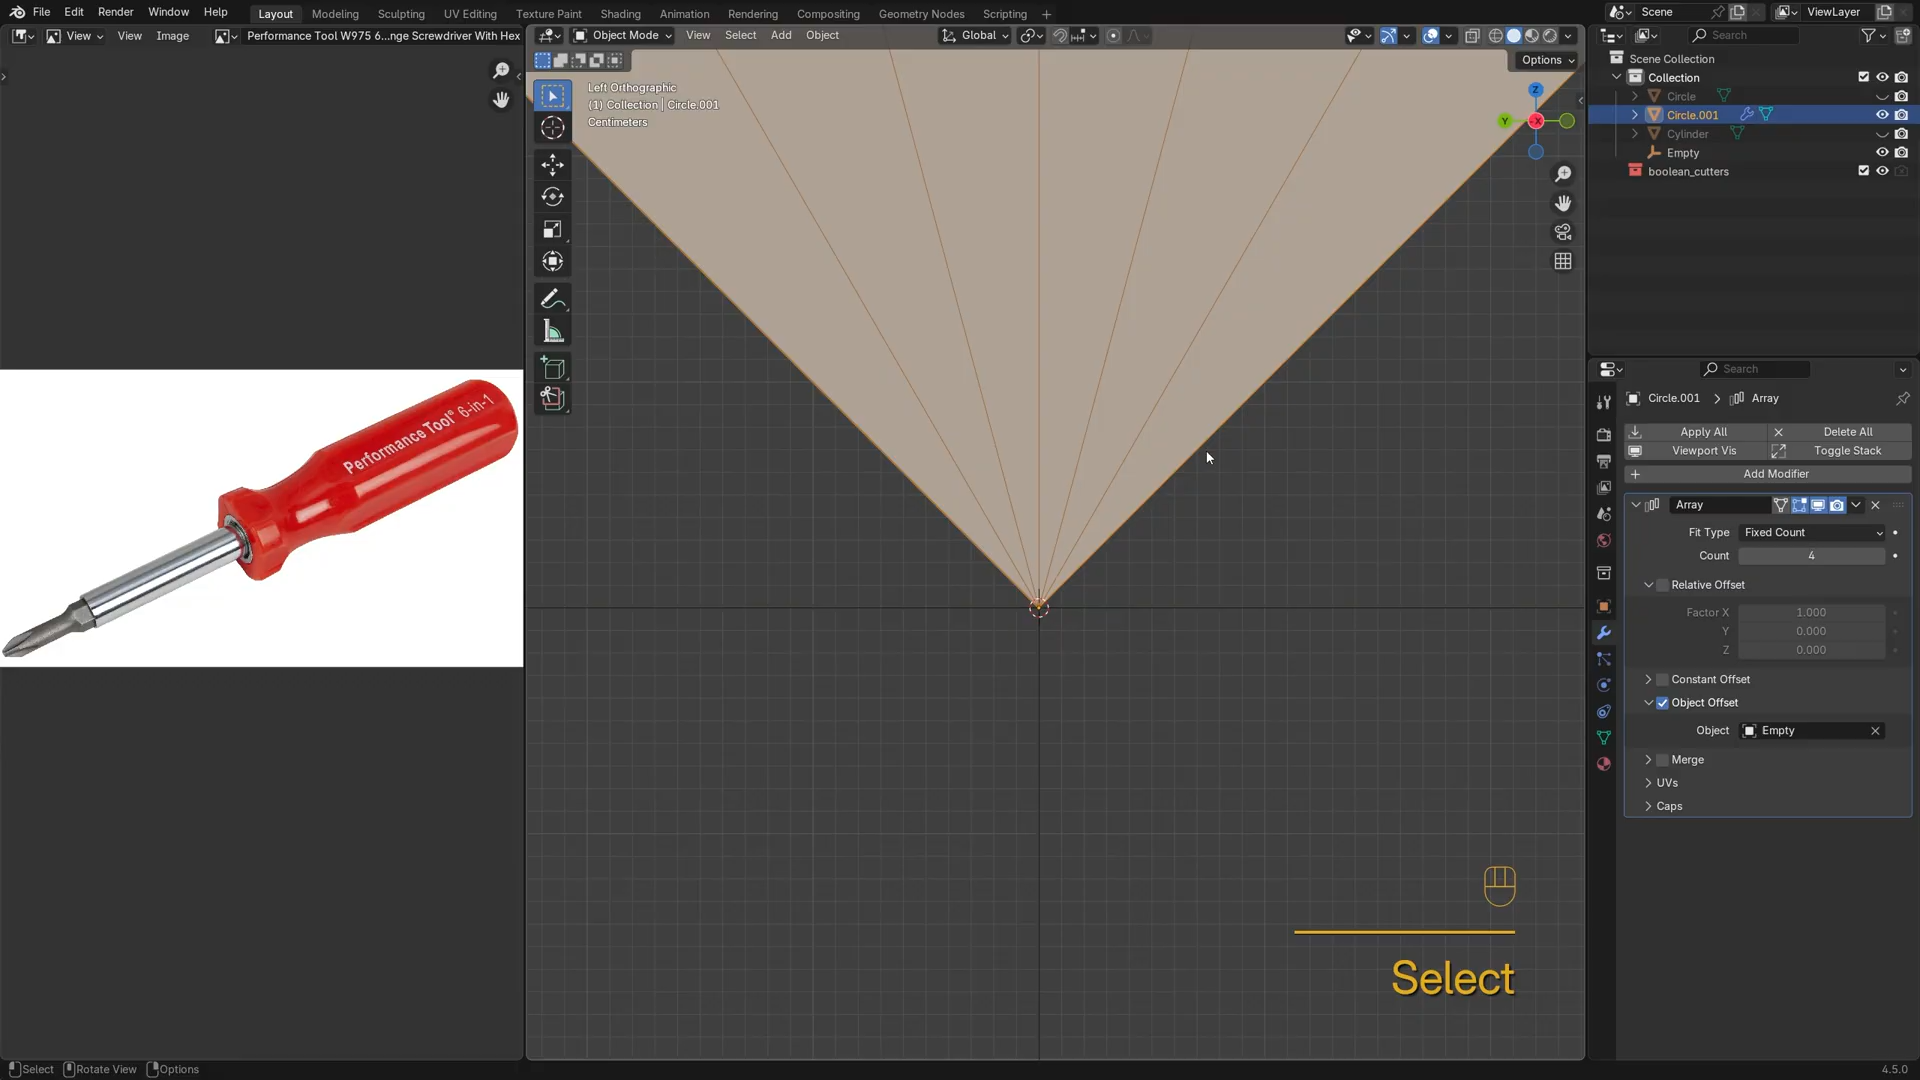 File Edit Render Window Help Layout Modeling Sculpting UV Editing Texture Paint Shading Animation Rendering Compositing Geometry Nodes Scripting Scene ViewLayer
View View Image Performance Tool W975 6...nge Screwdriver With Hex Object Mode View Select Add Object Global Search
Options
Left Orthographic
(1) Collection | Circle.001
Centimeters
Z
Y
-X
Scene Collection
Collection
Circle
Circle.001
Cylinder
Empty
boolean_cutters
Performance Tool® 6-in-1
Search
Circle.001 Array
Apply All Delete All
Viewport Vis Toggle Stack
Add Modifier
Array
Fit Type Fixed Count
Count 4
Relative Offset
Factor X 1.000
Y 0.000
Z 0.000
Constant Offset
Object Offset
Object Empty
Merge
UVs
Caps
Select
Select Rotate View Options 4.5.0